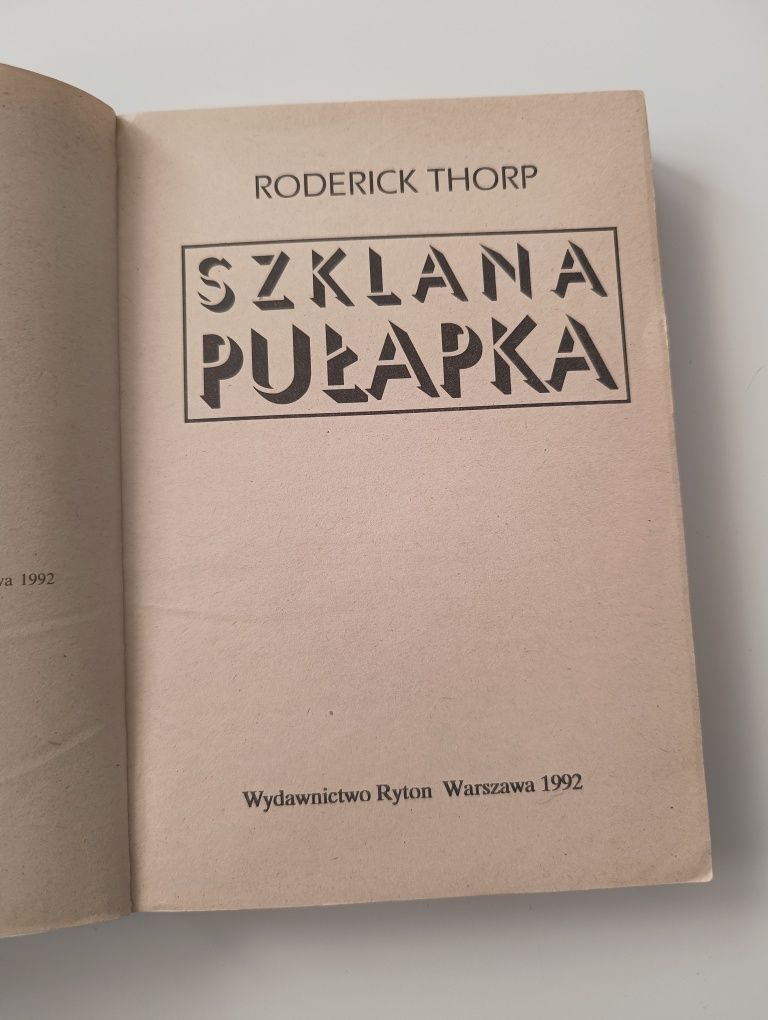 RODERICK THORP
SZKLANA
PUŁAPKA
1992
Wydawnictwo Ryton Warszawa 1992